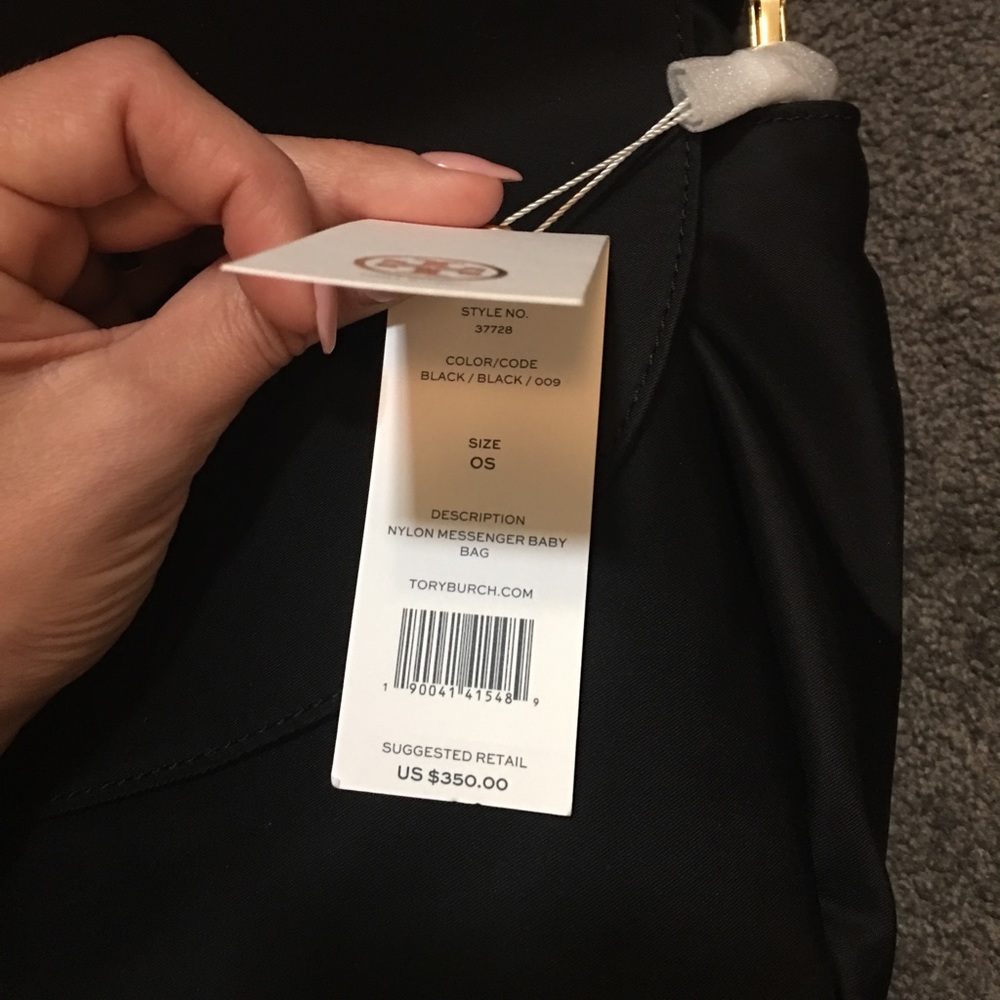 STYLE NO.
37728
COLOR/CODE
BLACK / BLACK / 009
SIZE
OS
DESCRIPTION
NYLON MESSENGER BABY
BAG
TORYBURCH.COM
1 90041 41548 9
SUGGESTED RETAIL
US $350.00